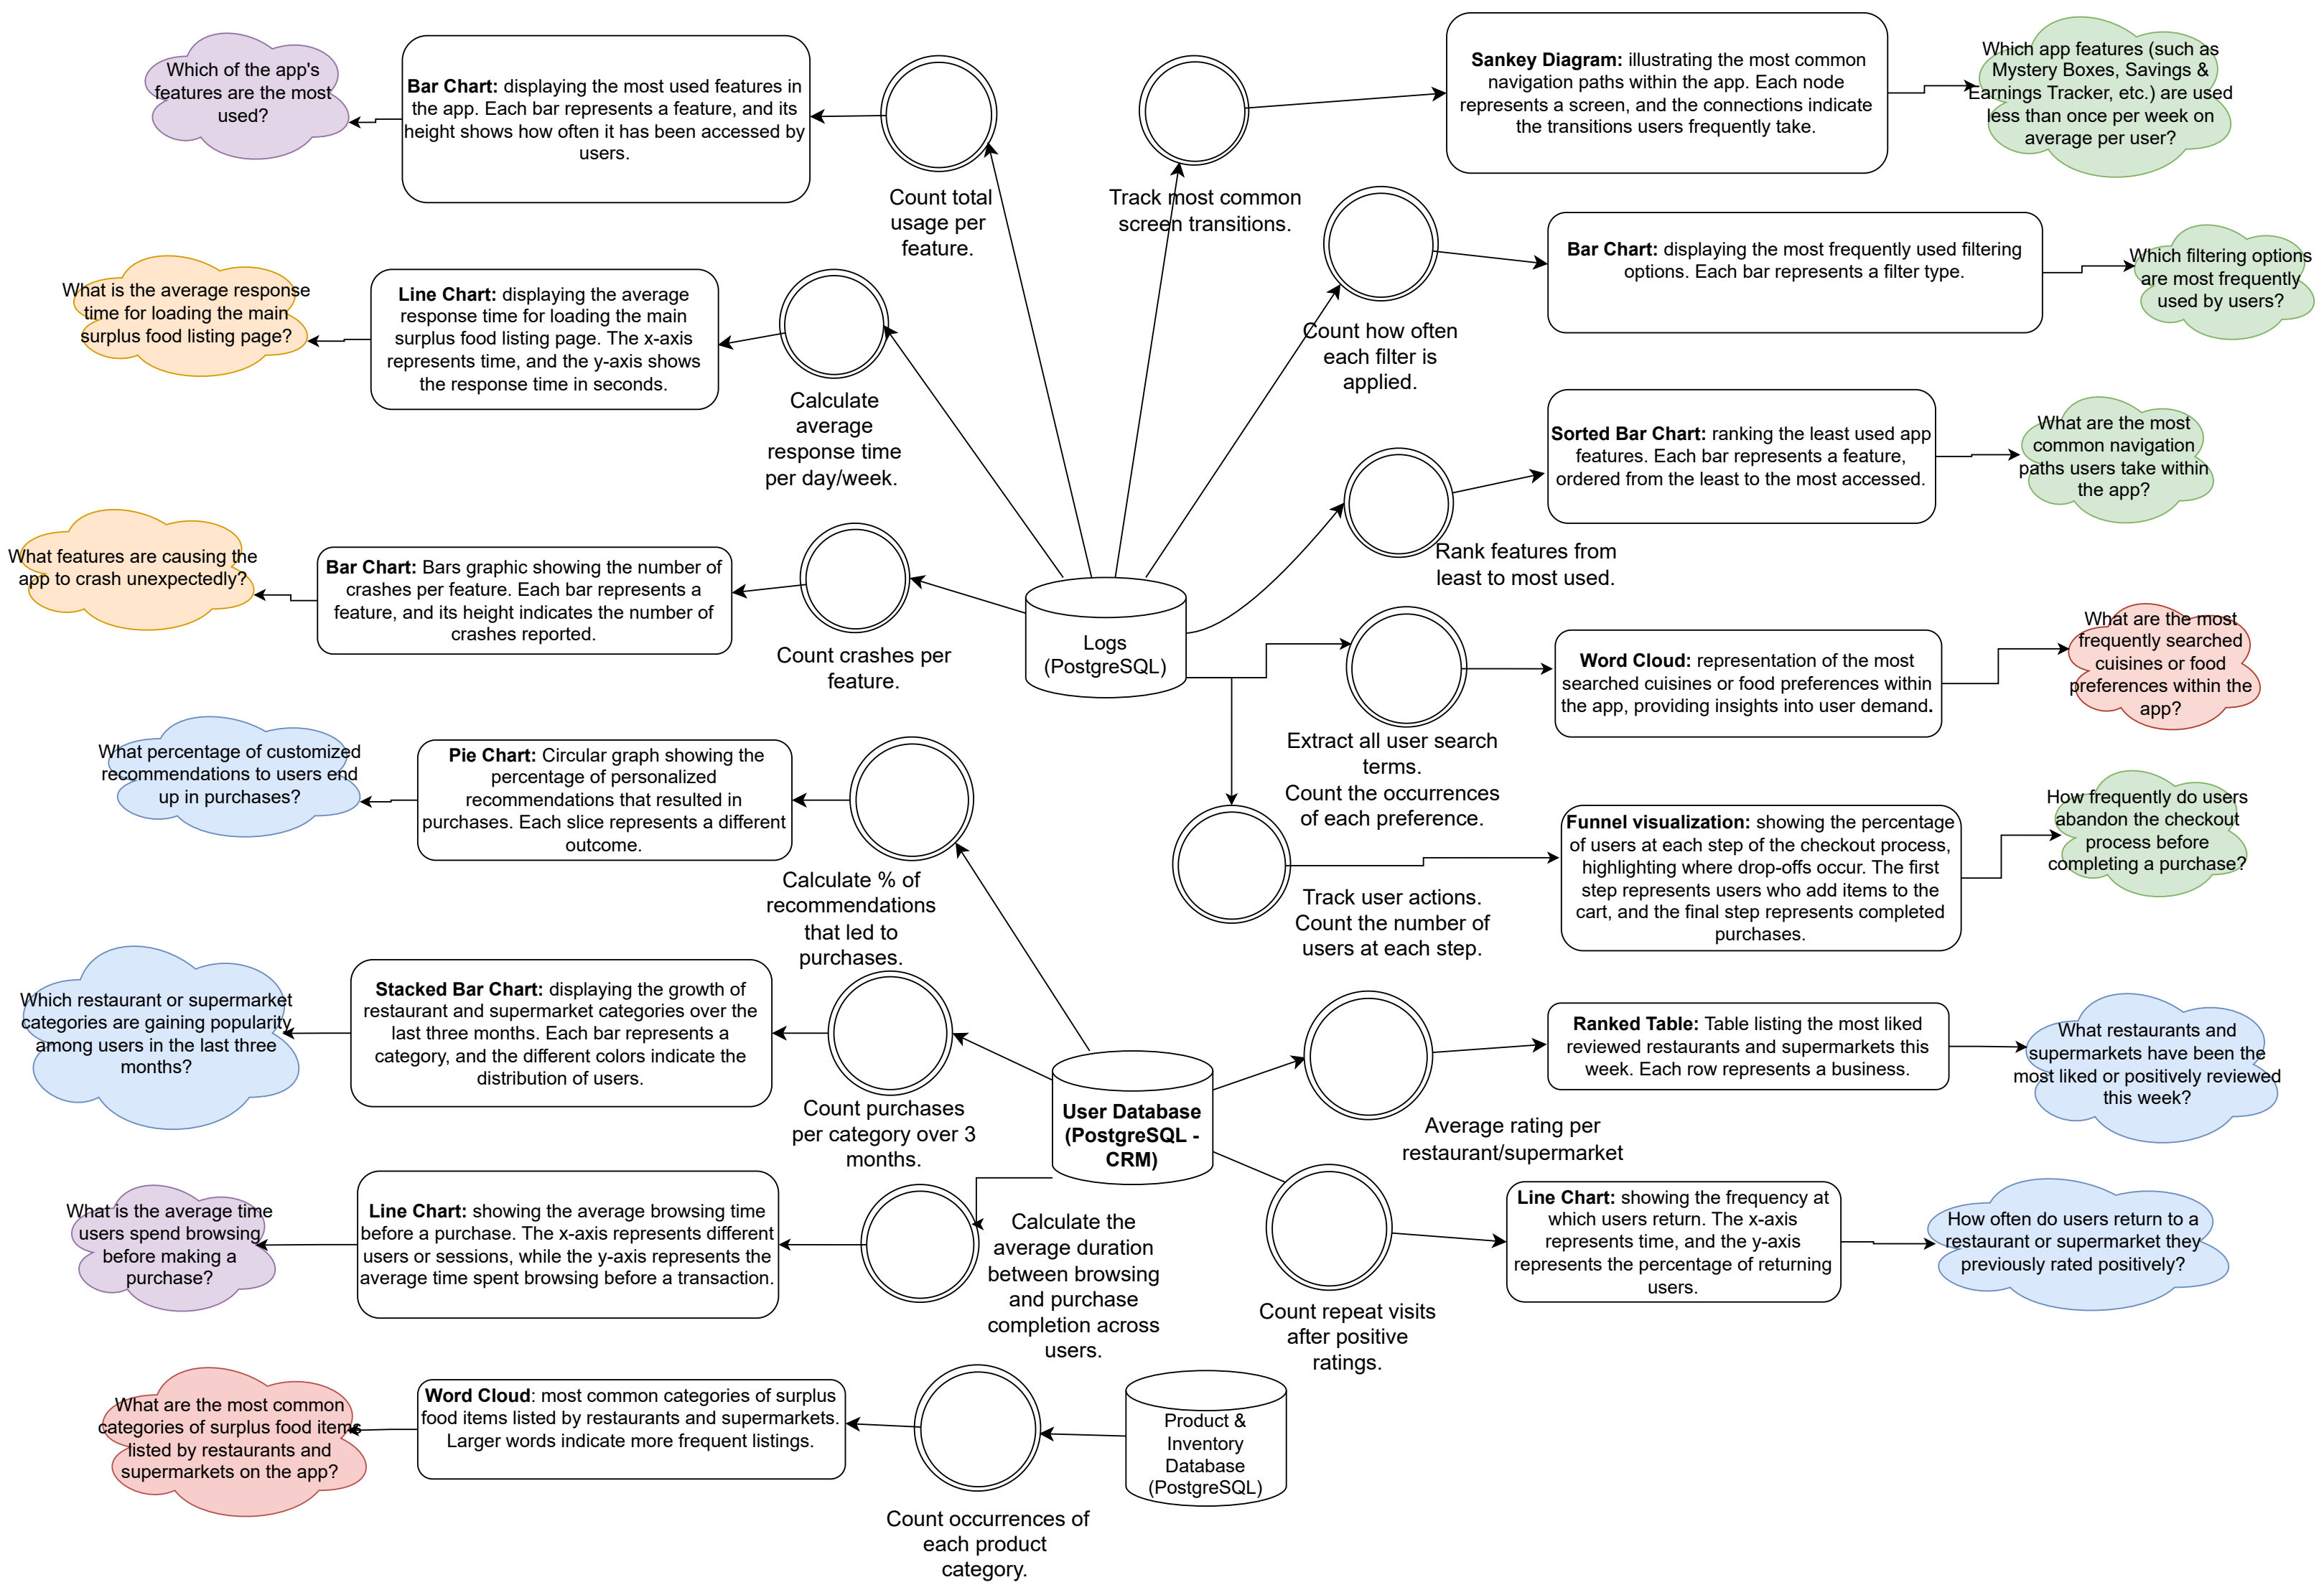 Which of the app's
features are the most
used?
Bar Chart: displaying the most used features in
the app. Each bar represents a feature, and its
height shows how often it has been accessed by
users.
Count total
usage per
feature.
Track most common
screen transitions.
Sankey Diagram: illustrating the most common
navigation paths within the app. Each node
represents a screen, and the connections indicate
the transitions users frequently take.
Which app features (such as
Mystery Boxes, Savings &
Earnings Tracker, etc.) are used
less than once per week on
average per user?
What is the average response
time for loading the main
surplus food listing page?
Line Chart: displaying the average
response time for loading the main
surplus food listing page. The x-axis
represents time, and the y-axis shows
the response time in seconds.
Calculate
average
response time
per day/week.
Count how often
each filter is
applied.
Bar Chart: displaying the most frequently used filtering
options. Each bar represents a filter type.
Which filtering options
are most frequently
used by users?
Sorted Bar Chart: ranking the least used app
features. Each bar represents a feature,
ordered from the least to the most accessed.
What are the most
common navigation
paths users take within
the app?
Rank features from
least to most used.
What features are causing the
app to crash unexpectedly?
Bar Chart: Bars graphic showing the number of
crashes per feature. Each bar represents a
feature, and its height indicates the number of
crashes reported.
Count crashes per
feature.
Logs
(PostgreSQL)
Extract all user search
terms.
Count the occurrences
of each preference.
Word Cloud: representation of the most
searched cuisines or food preferences within
the app, providing insights into user demand.
What are the most
frequently searched
cuisines or food
preferences within the
app?
What percentage of customized
recommendations to users end
up in purchases?
Pie Chart: Circular graph showing the
percentage of personalized
recommendations that resulted in
purchases. Each slice represents a different
outcome.
Calculate % of
recommendations
that led to
purchases.
Track user actions.
Count the number of
users at each step.
Funnel visualization: showing the percentage
of users at each step of the checkout process,
highlighting where drop-offs occur. The first
step represents users who add items to the
cart, and the final step represents completed
purchases.
How frequently do users
abandon the checkout
process before
completing a purchase?
Which restaurant or supermarket
categories are gaining popularity
among users in the last three
months?
Stacked Bar Chart: displaying the growth of
restaurant and supermarket categories over the
last three months. Each bar represents a
category, and the different colors indicate the
distribution of users.
Count purchases
per category over 3
months.
User Database
(PostgreSQL -
CRM)
Average rating per
restaurant/supermarket
Ranked Table: Table listing the most liked
reviewed restaurants and supermarkets this
week. Each row represents a business.
What restaurants and
supermarkets have been the
most liked or positively reviewed
this week?
What is the average time
users spend browsing
before making a
purchase?
Line Chart: showing the average browsing time
before a purchase. The x-axis represents different
users or sessions, while the y-axis represents the
average time spent browsing before a transaction.
Calculate the
average duration
between browsing
and purchase
completion across
users.
Count repeat visits
after positive
ratings.
Line Chart: showing the frequency at
which users return. The x-axis
represents time, and the y-axis
represents the percentage of returning
users.
How often do users return to a
restaurant or supermarket they
previously rated positively?
What are the most common
categories of surplus food items
listed by restaurants and
supermarkets on the app?
Word Cloud: most common categories of surplus
food items listed by restaurants and supermarkets.
Larger words indicate more frequent listings.
Count occurrences of
each product
category.
Product &
Inventory
Database
(PostgreSQL)